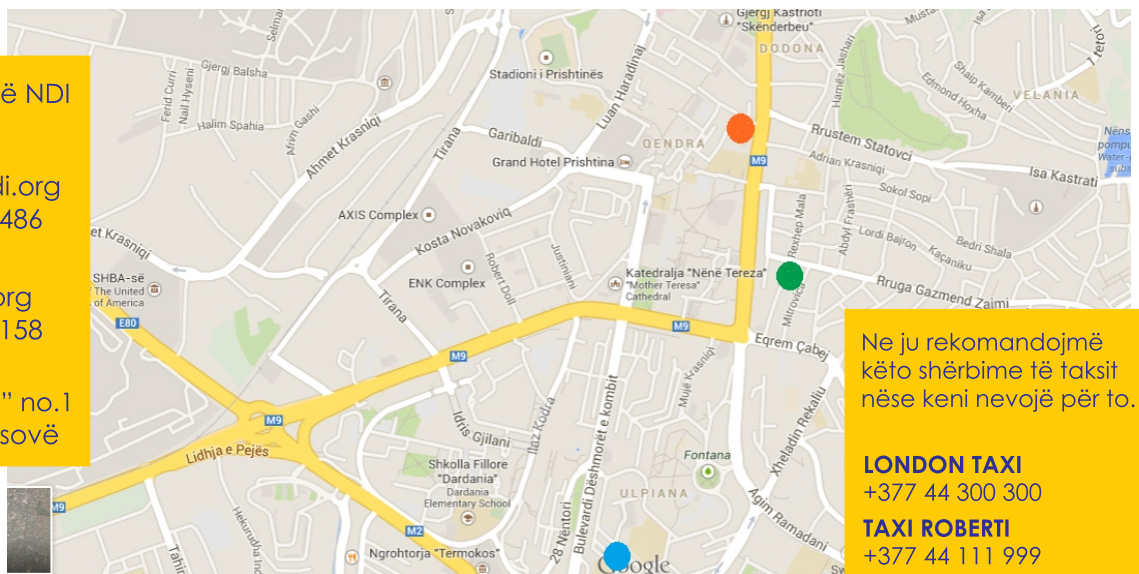 ë NDI
di.org
486
org
158
” no.1
sovë
Ne ju rekomandojmë
këto shërbime të taksit
nëse keni nevojë për to.
LONDON TAXI
+377 44 300 300
TAXI ROBERTI
+377 44 111 999
Gjergj Kastrioti
"Skënderbeu"
DODONA
Stadioni i Prishtinës
Luan Haradinaj
Gjergj Balsha
Ferid Curri
Nail Hyseni
Halim Spahia
Afrim Gashi
Ahmet Krasniqi
Tirana
Garibaldi
QENDRA
M9
Hamëz Jashari
Shaip Kamberi
Edmond Hoxha
VELANIA
1 tetori
Rrustem Statovci
Adrian Krasniqi
Isa Kastrati
Grand Hotel Prishtina
AXIS Complex
Kosta Novakoviq
ENK Complex
Robert Doll
Justiniani
Katedralja "Nënë Tereza"
"Mother Teresa"
Cathedral
Rexhep Mala
Mitrovica
Abdyl Frashëri
Sokol Sopi
Lordi Bajron
Kaçaniku
Bedri Shala
Rruga Gazmend Zaimi
Eqrem Çabej
et Krasniqi
SHBA-së
The United
of America
E80
Tirana
M9
M9
M9
M9
Lidhja e Pejës
Idriz Gjilani
Ilaz Kodra
Bulevardi Dëshmorët e kombit
28 Nëntori
Mujë Krasniqi
Xheladin Rekaliu
Agim Ramadani
Fontana
ULPIANA
Shkolla Fillore
"Dardania"
Dardania
Elementary School
M2
Ngrohtorja "Termokos"
Google